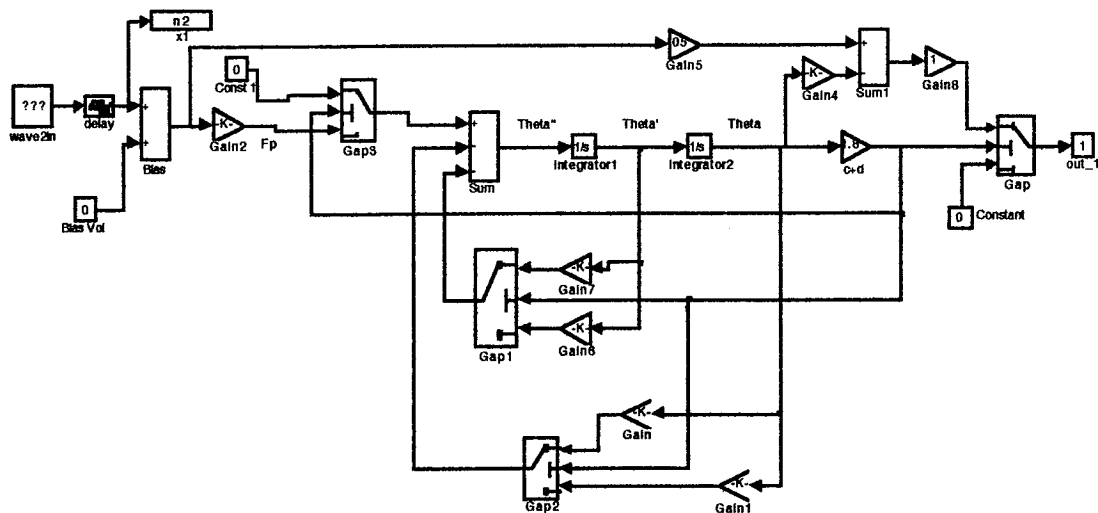 n2
x1
???
wave2in
delay
+
+
Bias
0
Bias Vol
-K-
Gain2
Fp
0
Const 1
Gap3
+
−
−
Sum
Theta"
1/s
Integrator1
Theta'
1/s
Integrator2
Theta
05
Gain5
-K-
Gain4
+
−
Sum1
1
Gain8
c+d
0
Constant
Gap
1
out_1
-K-
Gain7
-K-
Gain6
Gap1
-K-
Gain
-K-
Gain1
Gap2